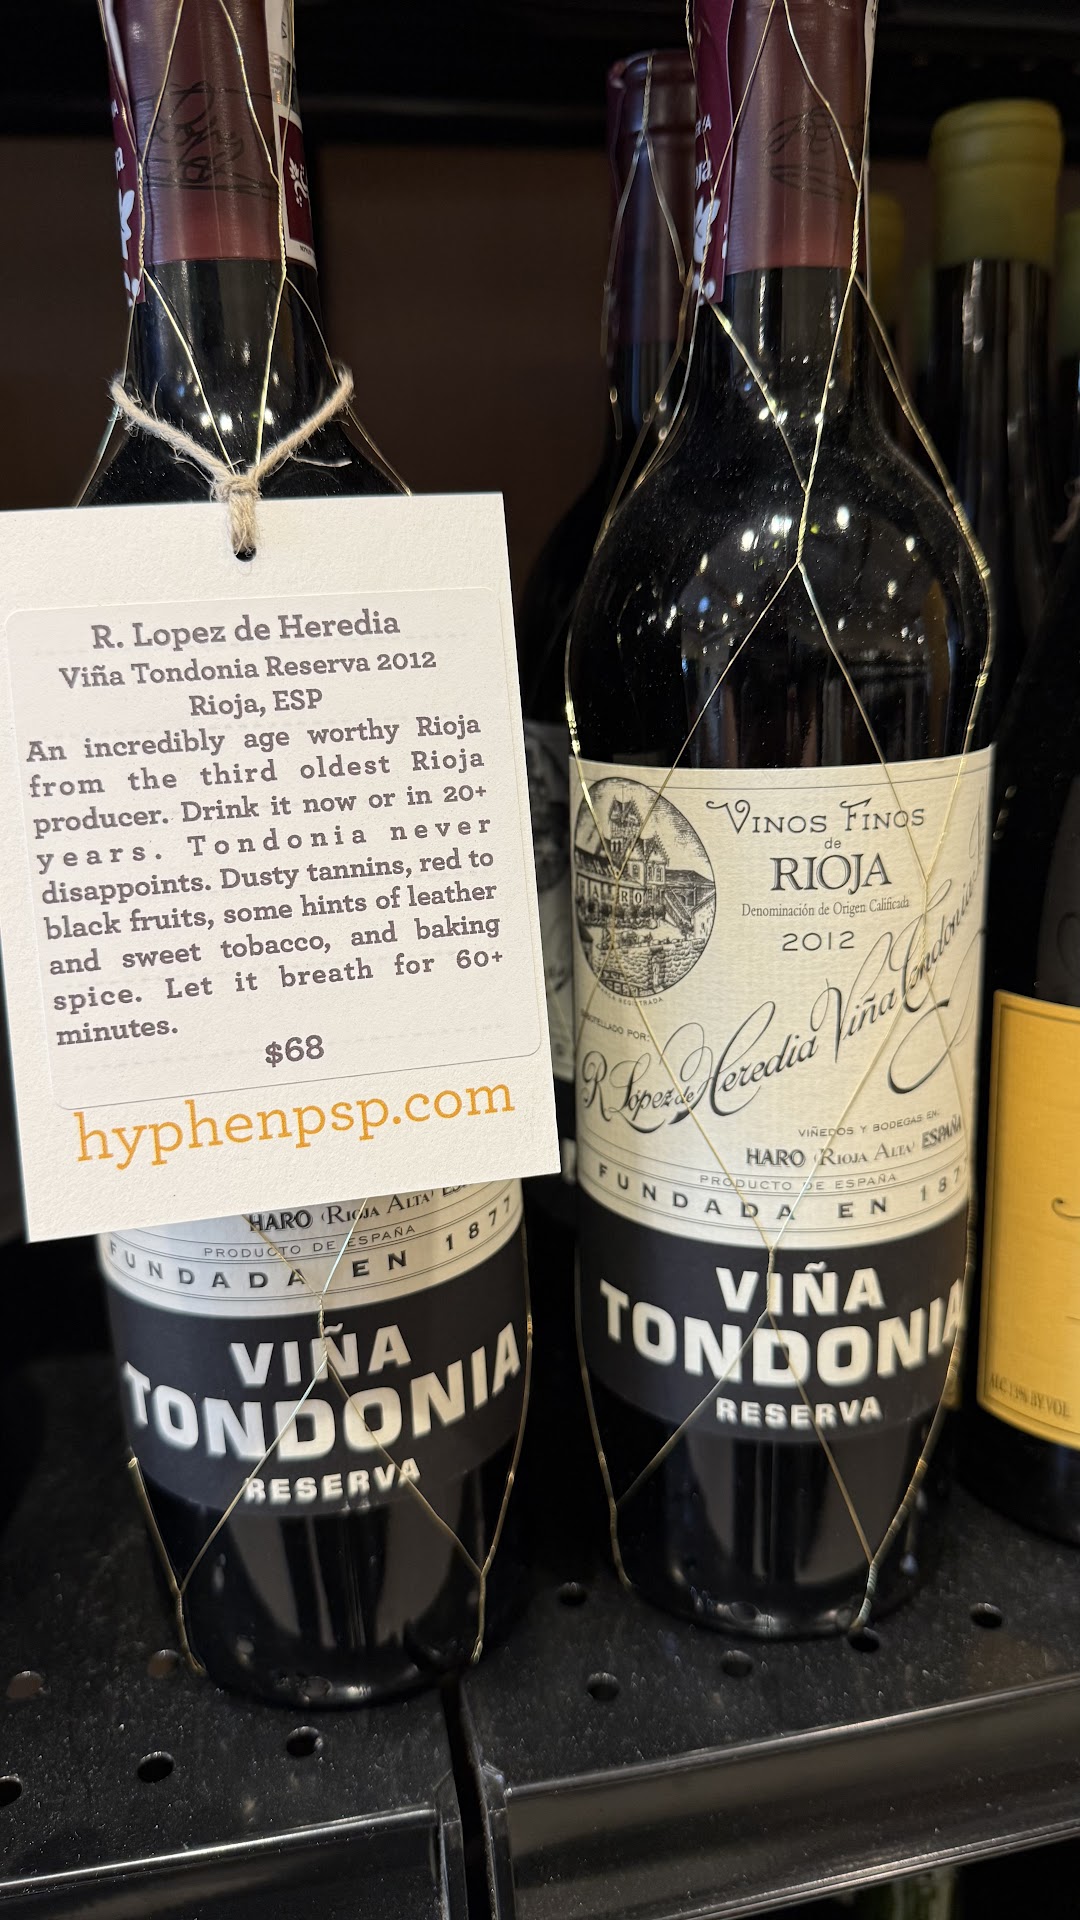 R. Lopez de Heredia
Viña Tondonia Reserva 2012
Rioja, ESP
An incredibly age worthy Rioja
from the third oldest Rioja
producer. Drink it now or in 20+
years. Tondonia never
disappoints. Dusty tannins, red to
black fruits, some hints of leather
and sweet tobacco, and baking
spice. Let it breath for 60+
minutes.
$68
hyphenpsp.com
HARO (RIOJA ALTA)
PRODUCTO DE ESPAÑA
FUNDADA EN 1877
VIÑA
TONDONIA
RESERVA
VINOS FINOS
de
RIOJA
Denominación de Origen Calificada
2012
R. López de Heredia Viña Tondonia
VIÑEDOS Y BODEGAS EN:
HARO (RIOJA ALTA) ESPAÑA
PRODUCTO DE ESPAÑA
FUNDADA EN 187
VIÑA
TONDONIA
RESERVA
ALC. 13% BY VOL